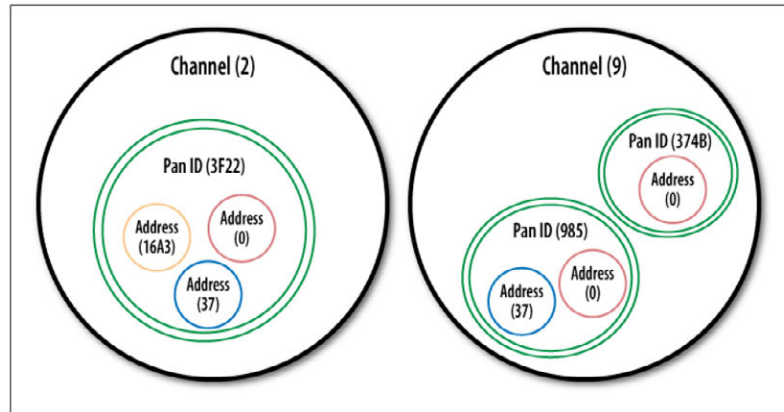 Channel (2)
Pan ID (3F22)
Address
(16A3)
Address
(0)
Address
(37)
Channel (9)
Pan ID (374B)
Address
(0)
Pan ID (985)
Address
(37)
Address
(0)